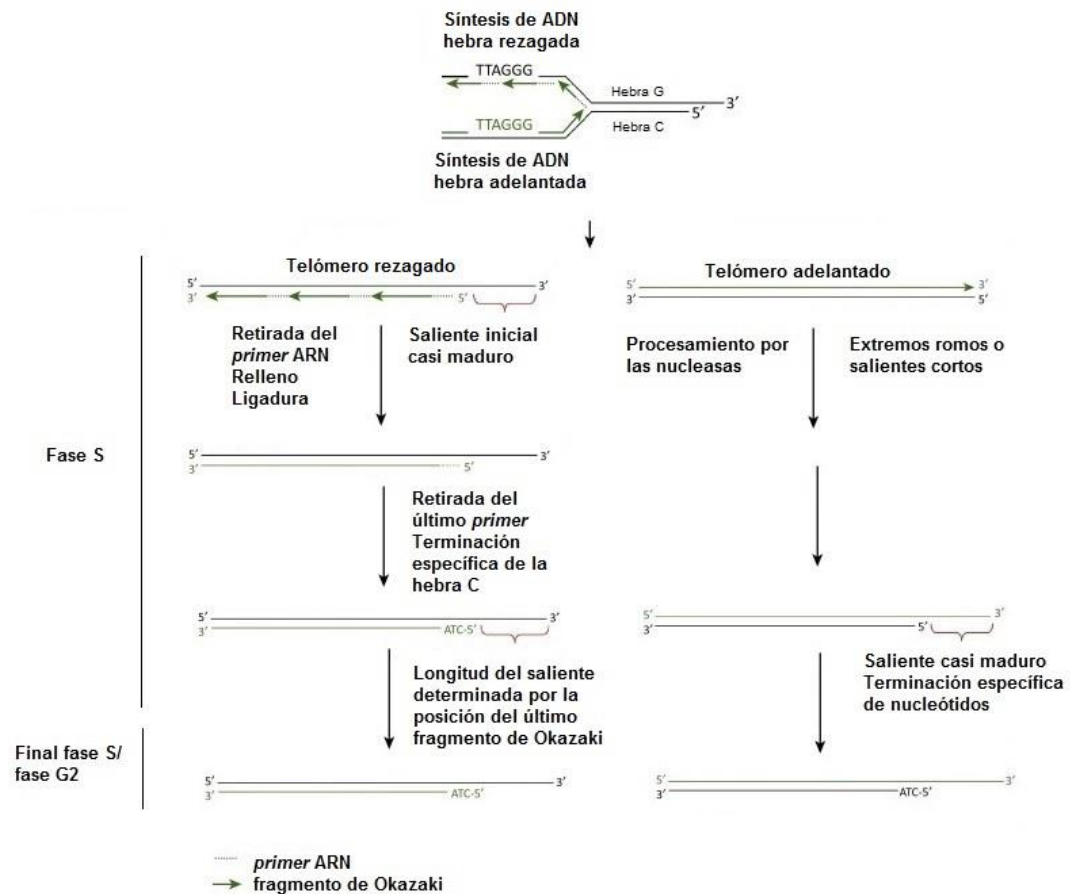 Síntesis de ADN
hebra rezagada
TTAGGG
Hebra G
3′
5′
Hebra C
TTAGGG
Síntesis de ADN
hebra adelantada
Telómero rezagado
5′ 3′
3′ 5′
Retirada del
primer ARN
Relleno
Ligadura
Saliente inicial
casi maduro
Telómero adelantado
5′ 3′
3′ 5′
Procesamiento por
las nucleasas
Extremos romos o
salientes cortos
Fase S
5′ 3′
3′ 5′
Retirada del
último primer
Terminación
específica de la
hebra C
5′ 3′
3′ ATC-5′
5′ 3′
3′ 5′
Longitud del saliente
determinada por la
posición del último
fragmento de Okazaki
Saliente casi maduro
Terminación específica
de nucleótidos
Final fase S/
fase G2
5′ 3′
3′ ATC-5′
5′ 3′
3′ ATC-5′
primer ARN
fragmento de Okazaki